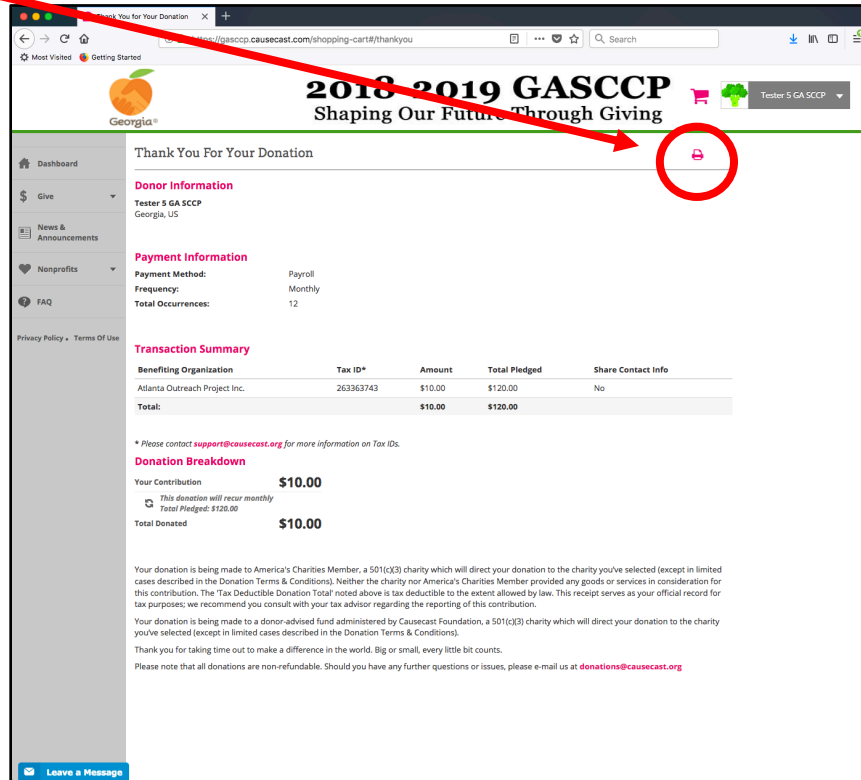 Thank You for Your Donation
https://gasccp.causecast.com/shopping-cart#/thankyou
Search
Most Visited Getting Started
Georgia®
2018-2019 GASCCP
Shaping Our Future Through Giving
Tester 5 GA SCCP
Dashboard
Give
News &
Announcements
Nonprofits
FAQ
Privacy Policy • Terms Of Use
Thank You For Your Donation
Donor Information
Tester 5 GA SCCP
Georgia, US
Payment Information
Payment Method: Payroll
Frequency: Monthly
Total Occurrences: 12
Transaction Summary
Benefiting Organization Tax ID* Amount Total Pledged Share Contact Info
Atlanta Outreach Project Inc. 263363743 $10.00 $120.00 No
Total: $10.00 $120.00
* Please contact support@causecast.org for more information on Tax IDs.
Donation Breakdown
Your Contribution $10.00
This donation will recur monthly
Total Pledged: $120.00
Total Donated $10.00
Your donation is being made to America's Charities Member, a 501(c)(3) charity which will direct your donation to the charity you've selected (except in limited
cases described in the Donation Terms & Conditions). Neither the charity nor America's Charities Member provided any goods or services in consideration for
this contribution. The 'Tax Deductible Donation Total' noted above is tax deductible to the extent allowed by law. This receipt serves as your official record for
tax purposes; we recommend you consult with your tax advisor regarding the reporting of this contribution.
Your donation is being made to a donor-advised fund administered by Causecast Foundation, a 501(c)(3) charity which will direct your donation to the charity
you've selected (except in limited cases described in the Donation Terms & Conditions).
Thank you for taking time out to make a difference in the world. Big or small, every little bit counts.
Please note that all donations are non-refundable. Should you have any further questions or issues, please e-mail us at donations@causecast.org
Leave a Message